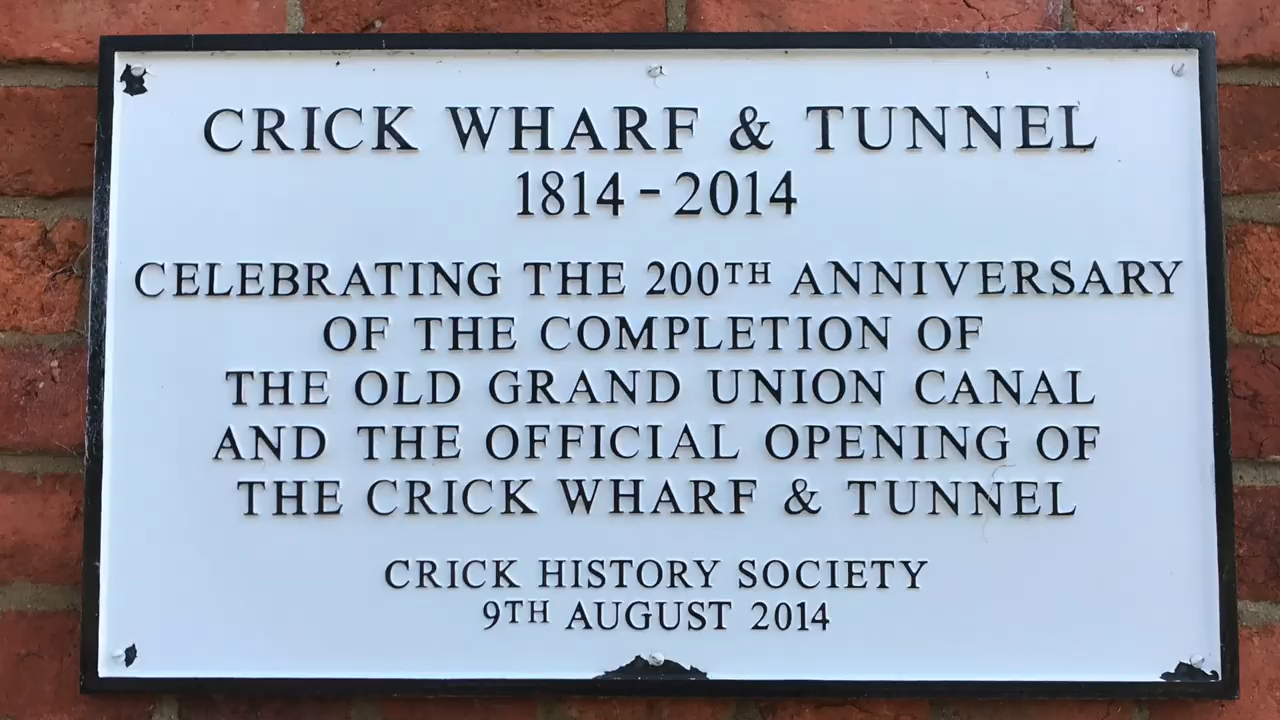 CRICK WHARF & TUNNEL
1814 - 2014
CELEBRATING THE 200TH ANNIVERSARY
OF THE COMPLETION OF
THE OLD GRAND UNION CANAL
AND THE OFFICIAL OPENING OF
THE CRICK WHARF & TUNNEL
CRICK HISTORY SOCIETY
9TH AUGUST 2014